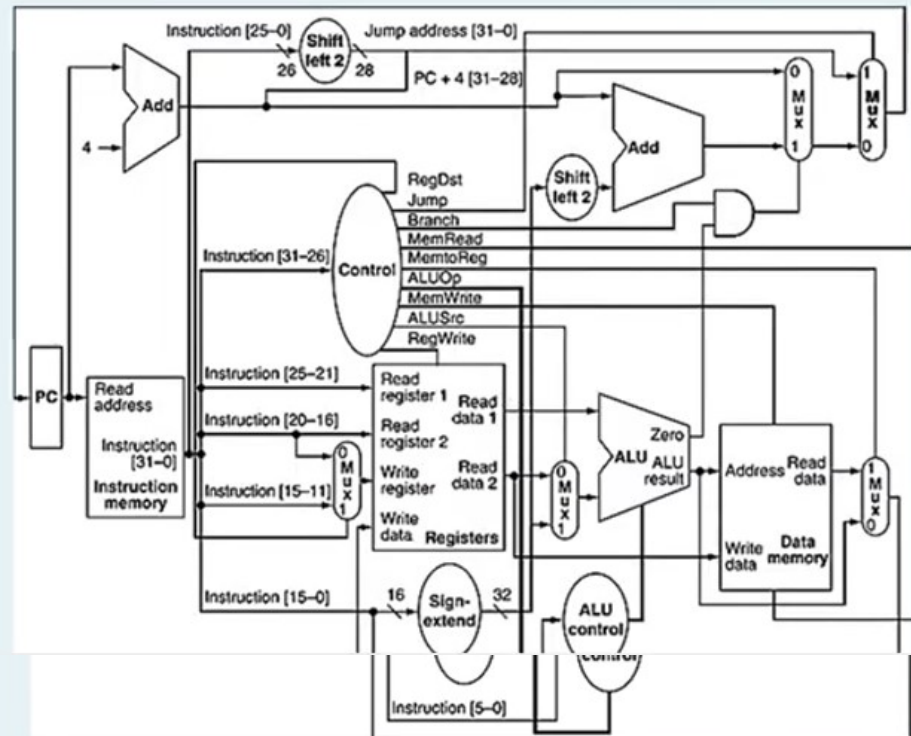 Instruction [25–0]
Shift
left 2
Jump address [31–0]
26
28
PC + 4 [31–28]
Add
4
0
M
u
x
1
1
M
u
x
0
Add
Shift
left 2
RegDst
Jump
Branch
MemRead
MemtoReg
ALUOp
MemWrite
ALUSrc
RegWrite
Instruction [31–26]
Control
PC
Read
address
Instruction
[31–0]
Instruction
memory
Instruction [25–21]
Instruction [20–16]
Instruction [15–11]
0
M
u
x
1
Read
register 1
Read
register 2
Write
register
Write
data
Read
data 1
Read
data 2
Registers
0
M
u
x
1
Zero
ALU
ALU
result
Address
Read
data
Write
data
Data
memory
1
M
u
x
0
Instruction [15–0]
16
Sign-
extend
32
ALU
control
control
Instruction [5–0]